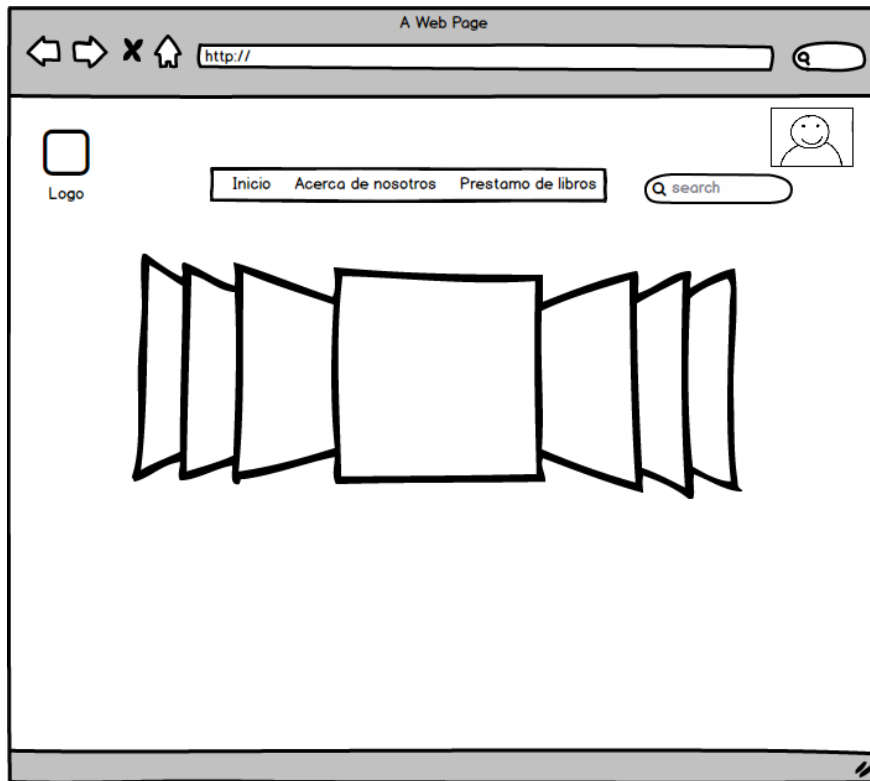 A Web Page
http://
Logo
Inicio Acerca de nosotros Prestamo de libros
search